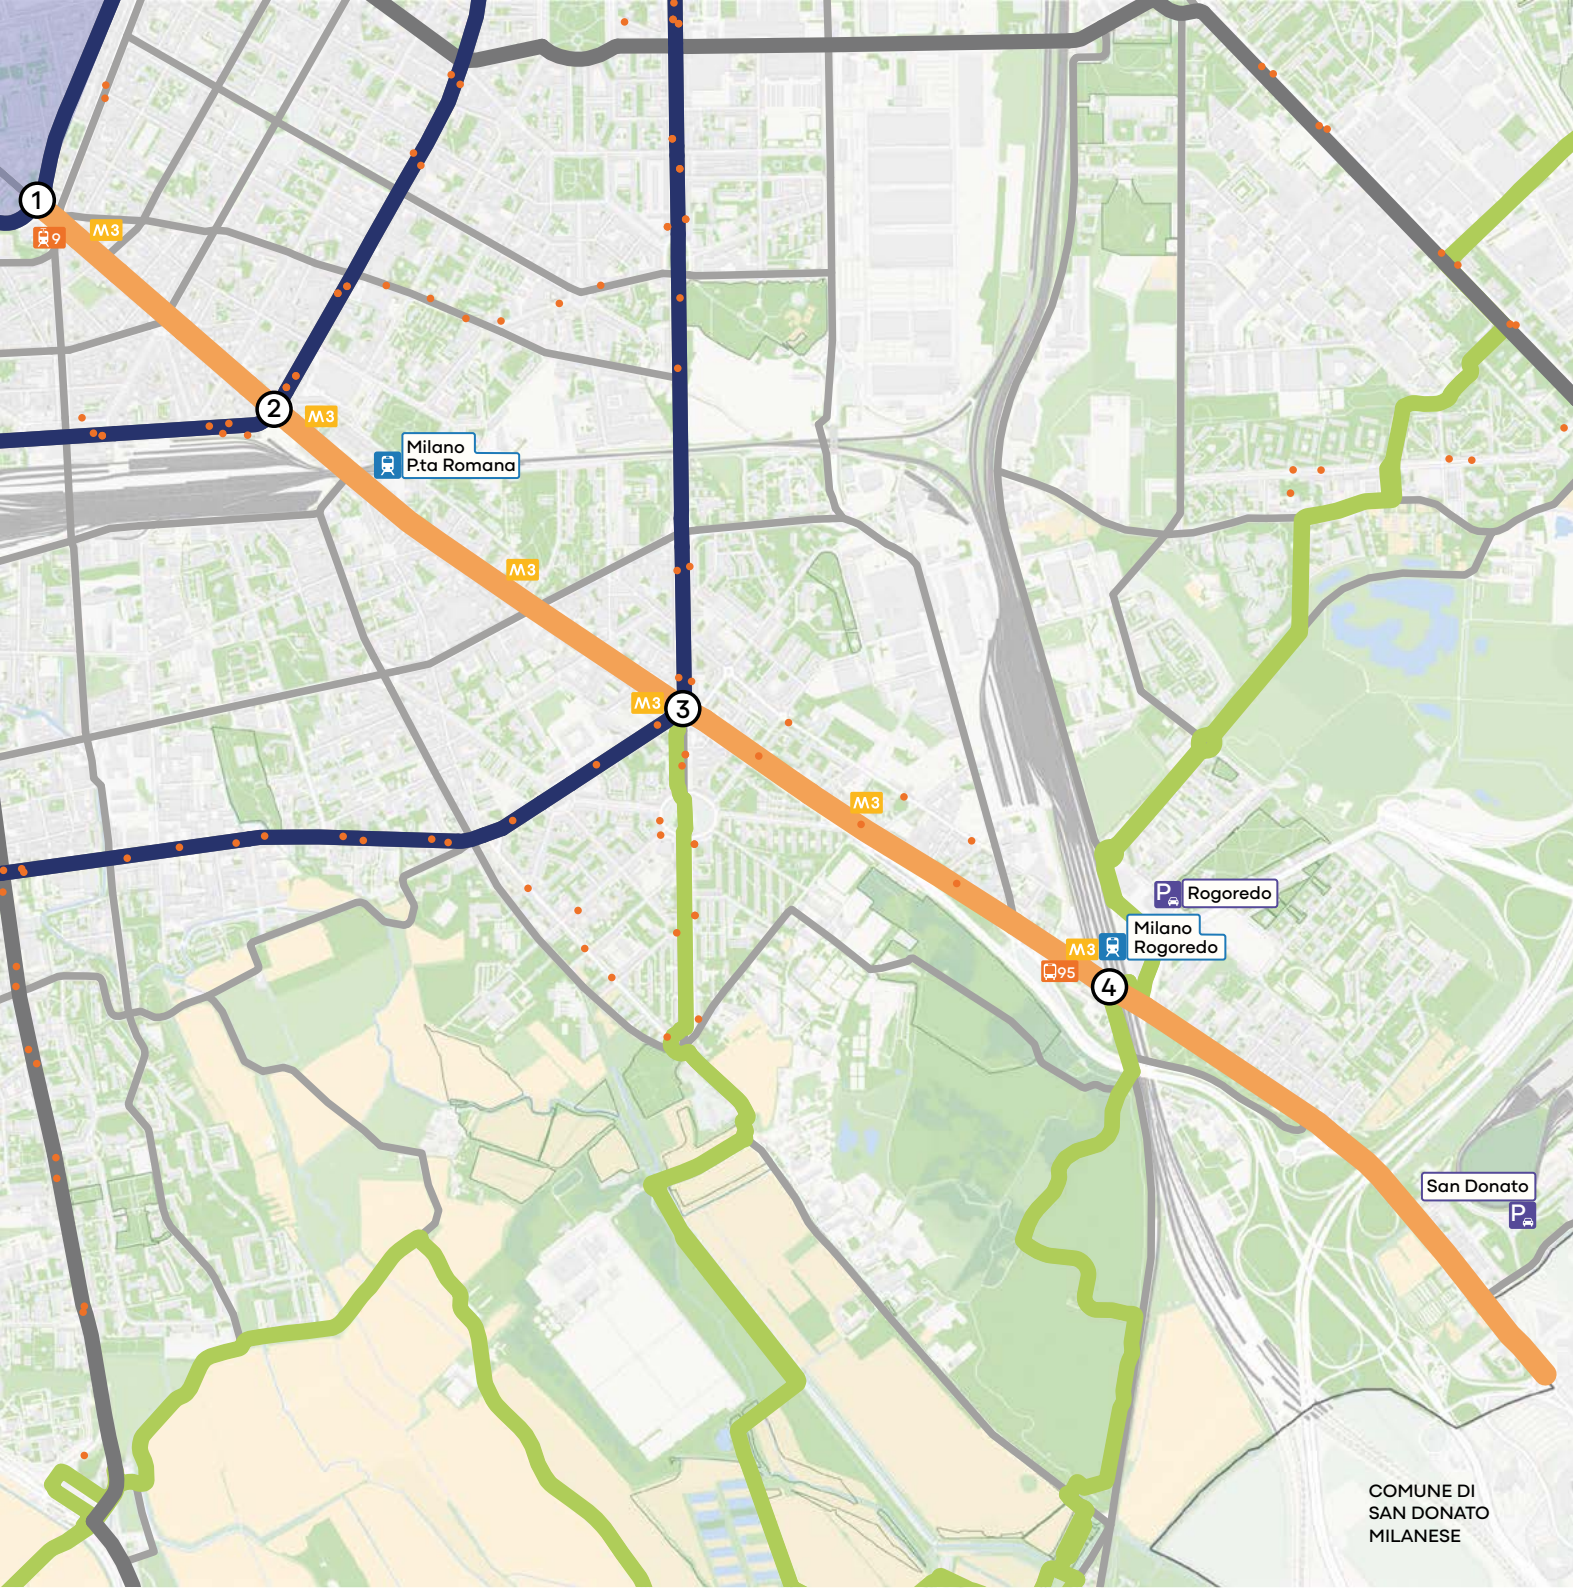 1
9
M3
2
M3
Milano
P.ta Romana
M3
M3
3
M3
P Rogoredo
Milano
Rogoredo
M3
95
4
San Donato
P
COMUNE DI
SAN DONATO
MILANESE